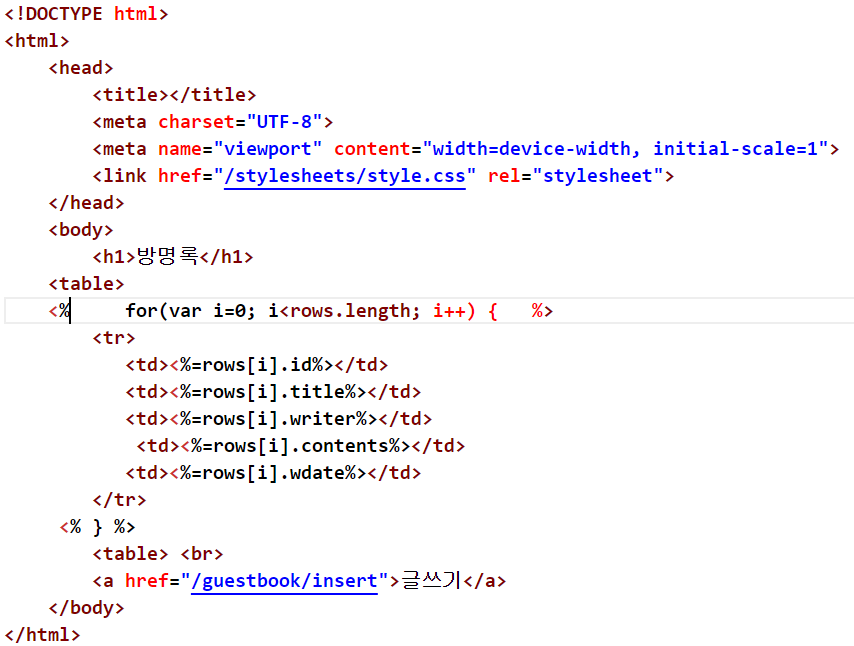 <!DOCTYPE html>
<html>
    <head>
        <title></title>
        <meta charset="UTF-8">
        <meta name="viewport" content="width=device-width, initial-scale=1">
        <link href="/stylesheets/style.css" rel="stylesheet">
    </head>
    <body>
        <h1>방명록</h1>
    <table>
    <%     for(var i=0; i<rows.length; i++) {   %>
        <tr>
           <td><%=rows[i].id%></td>
           <td><%=rows[i].title%></td>
           <td><%=rows[i].writer%></td>
            <td><%=rows[i].contents%></td>
           <td><%=rows[i].wdate%></td>
        </tr>
     <% } %>
        <table> <br>
        <a href="/guestbook/insert">글쓰기</a>
    </body>
</html>